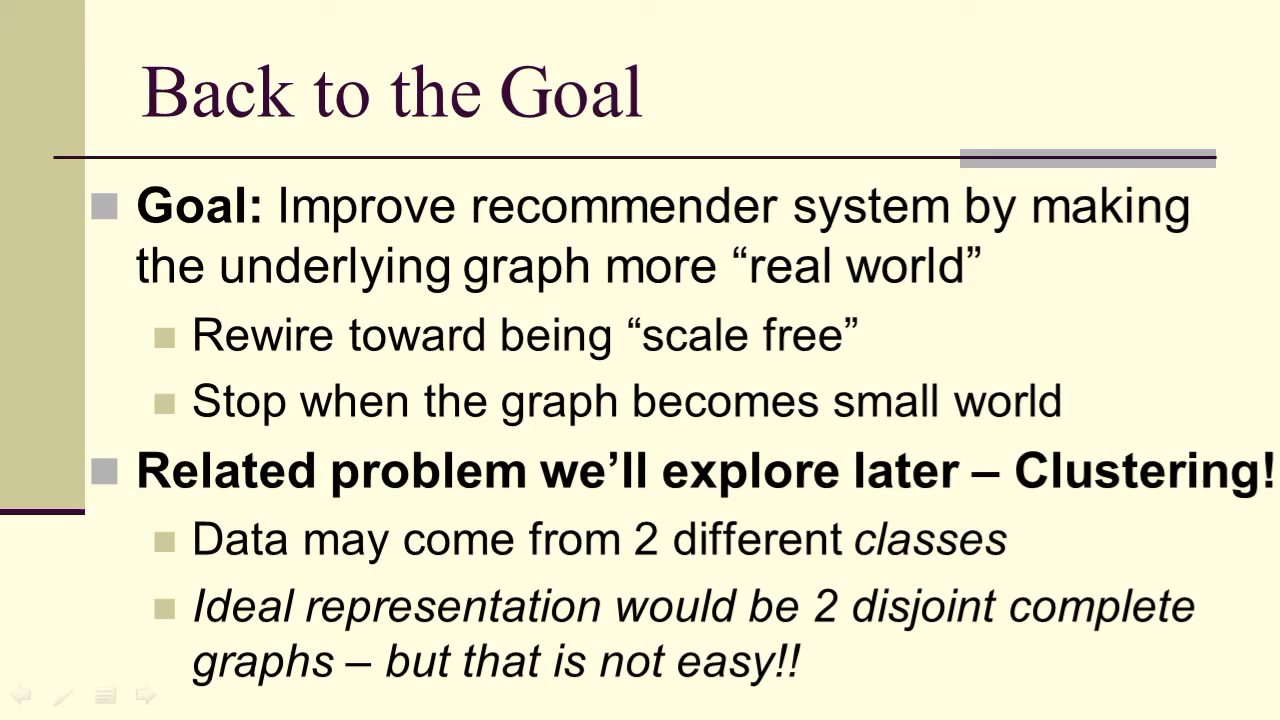 Back to the Goal
Goal: Improve recommender system by making
the underlying graph more “real world”
Rewire toward being “scale free”
Stop when the graph becomes small world
Related problem we’ll explore later – Clustering!
Data may come from 2 different classes
Ideal representation would be 2 disjoint complete
graphs – but that is not easy!!